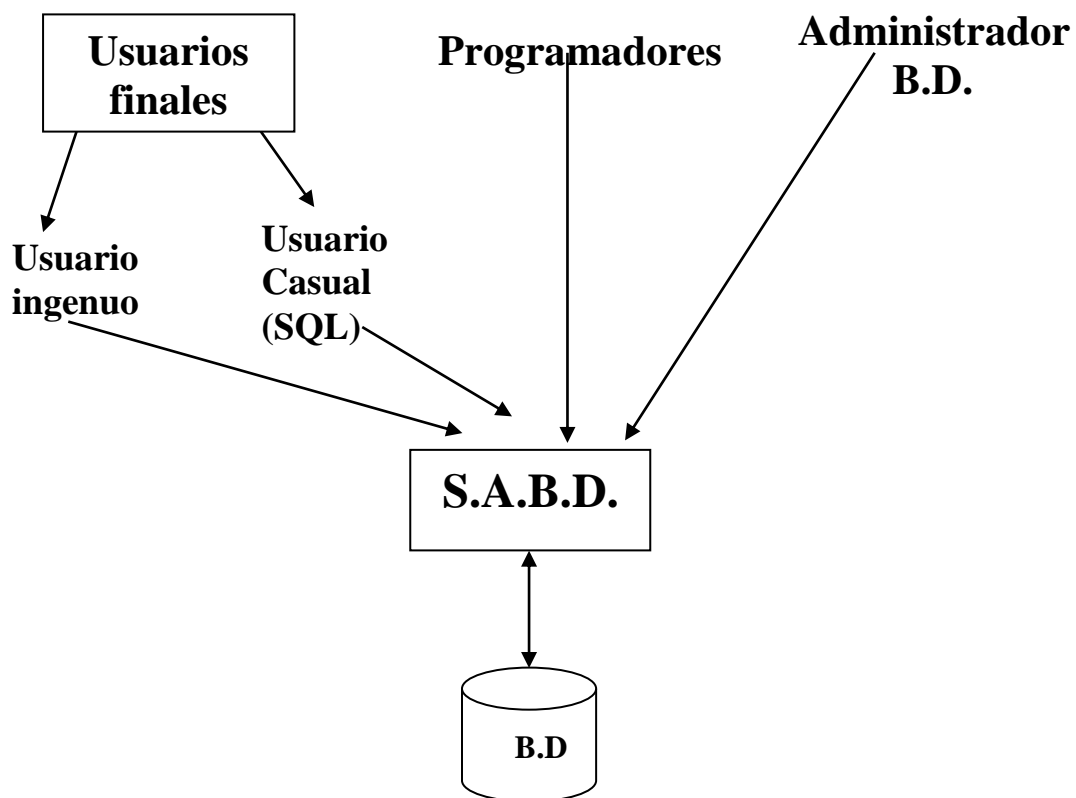 Usuarios
finales
Programadores
Administrador
B.D.
Usuario
ingenuo
Usuario
Casual
(SQL)
S.A.B.D.
B.D